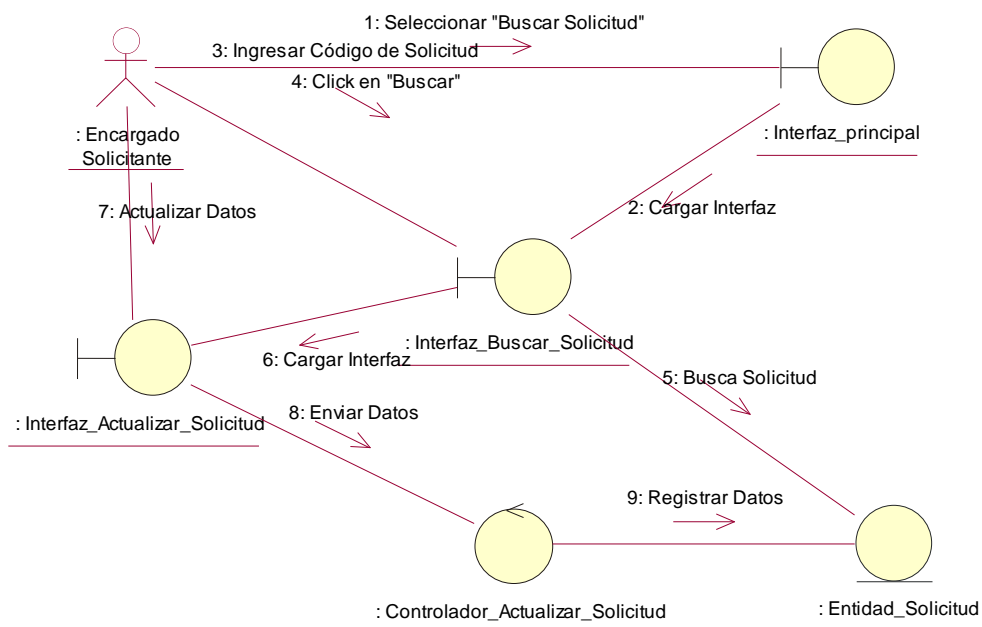 1: Seleccionar "Buscar Solicitud"
3: Ingresar Código de Solicitud
4: Click en "Buscar"
: Encargado
Solicitante
: Interfaz_principal
7: Actualizar Datos
2: Cargar Interfaz
: Interfaz_Buscar_Solicitud
6: Cargar Interfaz
5: Busca Solicitud
: Interfaz_Actualizar_Solicitud
8: Enviar Datos
9: Registrar Datos
: Controlador_Actualizar_Solicitud
: Entidad_Solicitud